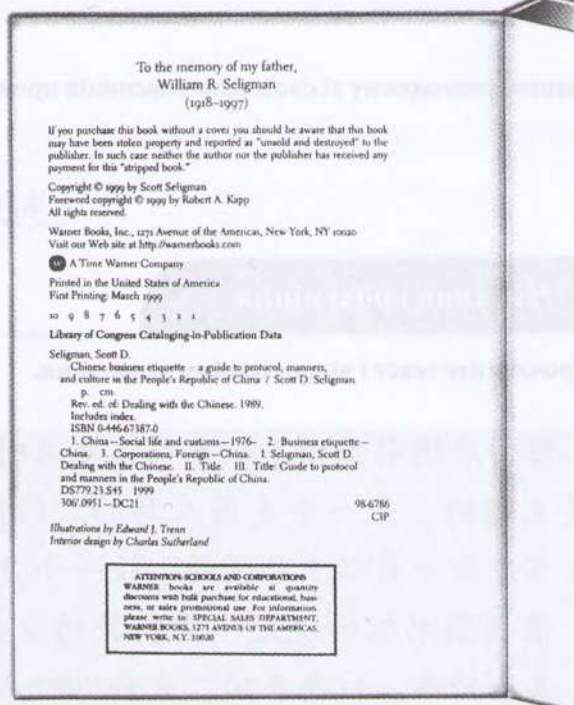 To the memory of my father,
William R. Seligman
(1918–1997)
If you purchase this book without a cover you should be aware that this book
may have been stolen property and reported as "unsold and destroyed" to the
publisher. In such case neither the author nor the publisher has received any
payment for this "stripped book."
Copyright © 1999 by Scott Seligman
Foreword copyright © 1999 by Robert A. Kapp
All rights reserved.
Warner Books, Inc., 1271 Avenue of the Americas, New York, NY 10020
Visit our Web site at http://warnerbooks.com
W A Time Warner Company
Printed in the United States of America
First Printing: March 1999
10 9 8 7 6 5 4 3 2 1
Library of Congress Cataloging-in-Publication Data
Seligman, Scott D.
Chinese business etiquette : a guide to protocol, manners,
and culture in the People's Republic of China / Scott D. Seligman.
p. cm.
Rev. ed. of: Dealing with the Chinese. 1989.
Includes index.
ISBN 0-446-67387-0
1. China—Social life and customs—1976– 2. Business etiquette—
China. 3. Corporations, Foreign—China. I. Seligman, Scott D.
Dealing with the Chinese. II. Title. III. Title: Guide to protocol
and manners in the People's Republic of China.
DS779.23.S45 1999
306'.0951—DC21 98-6786
CIP
Illustrations by Edward J. Trenn
Interior design by Charles Sutherland
ATTENTION: SCHOOLS AND CORPORATIONS
WARNER books are available at quantity
discounts with bulk purchase for educational, busi-
ness, or sales promotional use. For information,
please write to: SPECIAL SALES DEPARTMENT,
WARNER BOOKS, 1271 AVENUE OF THE AMERICAS,
NEW YORK, N.Y. 10020